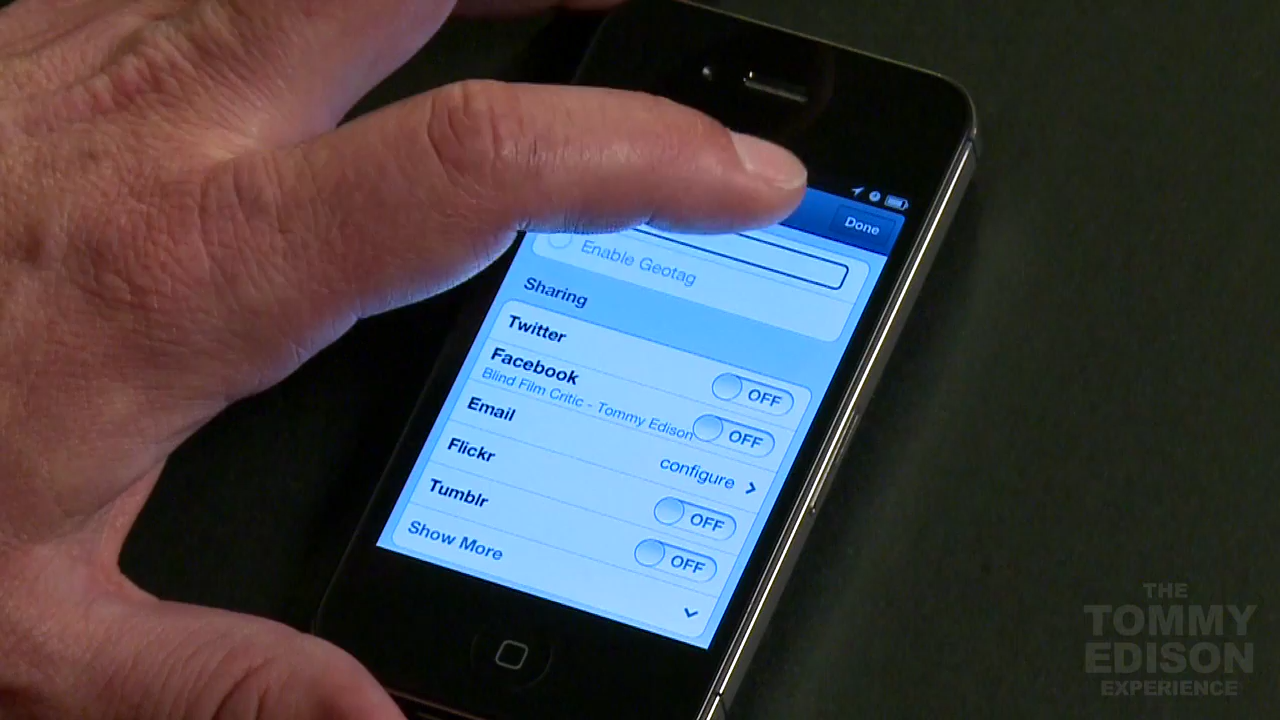 Done
Enable Geotag
Sharing
Twitter
OFF
Facebook
Blind Film Critic - Tommy Edison
OFF
Email
configure
Flickr
OFF
Tumblr
OFF
Show More
THE
TOMMY
EDISON
EXPERIENCE